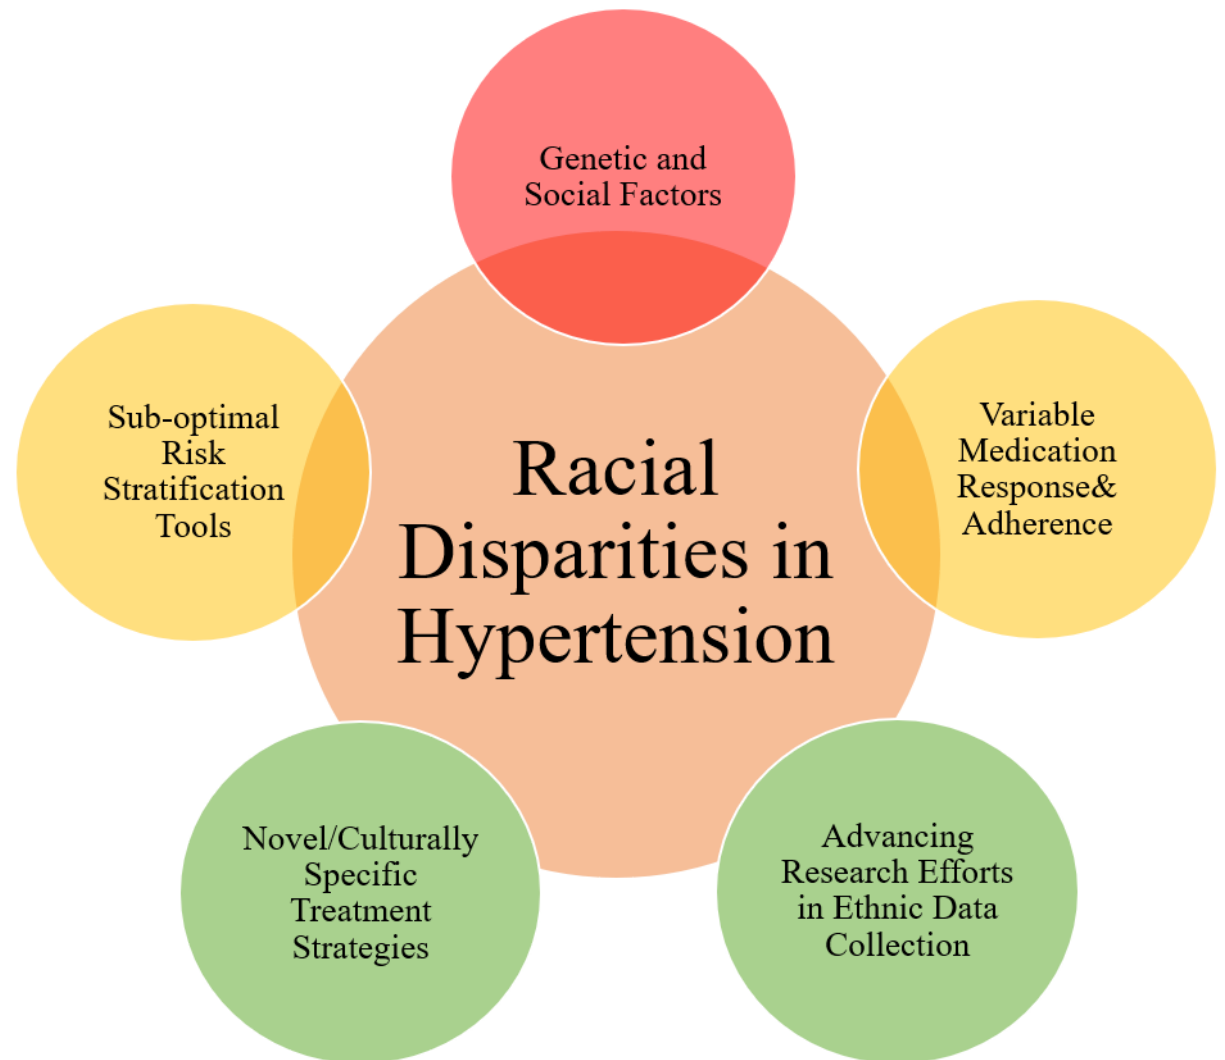 Genetic and
Social Factors
Sub-optimal
Risk
Stratification
Tools
Variable
Medication
Response&
Adherence
Racial
Disparities in
Hypertension
Novel/Culturally
Specific
Treatment
Strategies
Advancing
Research Efforts
in Ethnic Data
Collection